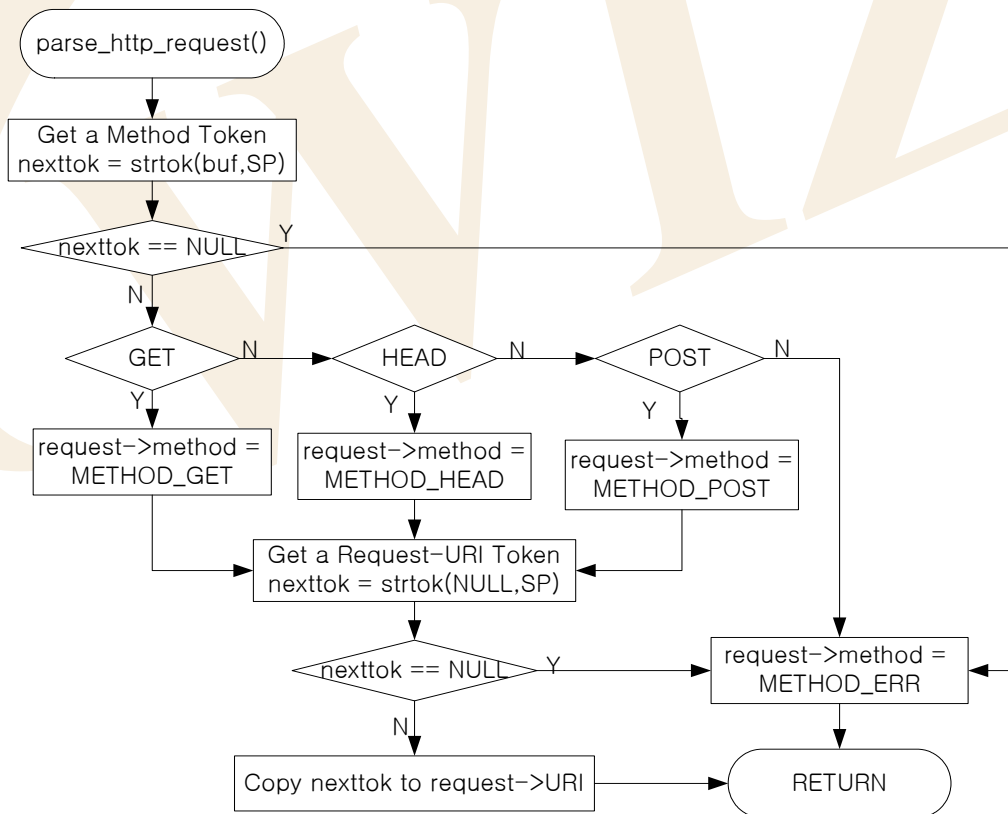 parse_http_request()
Get a Method Token
nexttok = strtok(buf,SP)
nexttok == NULL
Y
N
GET
N
HEAD
N
POST
N
Y
Y
Y
request->method =
METHOD_GET
request->method =
METHOD_HEAD
request->method =
METHOD_POST
Get a Request-URI Token
nexttok = strtok(NULL,SP)
nexttok == NULL
Y
request->method =
METHOD_ERR
N
Copy nexttok to request->URI
RETURN